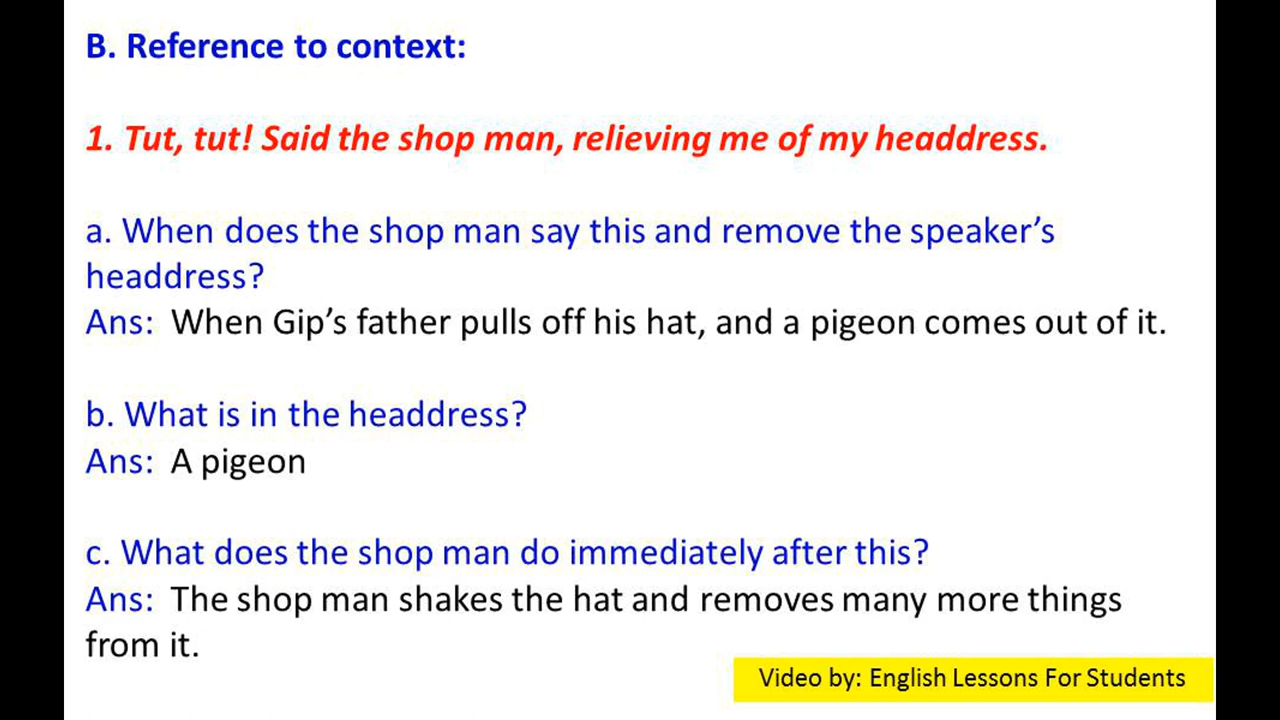 B. Reference to context:
1. Tut, tut! Said the shop man, relieving me of my headdress.
a. When does the shop man say this and remove the speaker’s
headdress?
Ans: When Gip’s father pulls off his hat, and a pigeon comes out of it.
b. What is in the headdress?
Ans: A pigeon
c. What does the shop man do immediately after this?
Ans: The shop man shakes the hat and removes many more things
from it.
Video by: English Lessons For Students